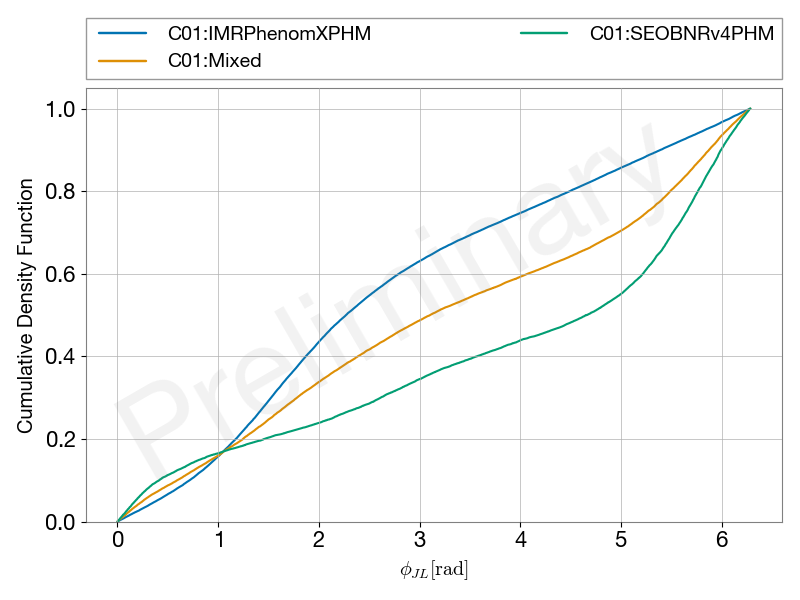 C01:IMRPhenomXPHM
C01:Mixed
C01:SEOBNRv4PHM
Preliminary
Cumulative Density Function
1.0
0.8
0.6
0.4
0.2
0.0
0 1 2 3 4 5 6
ϕ_JL [rad]